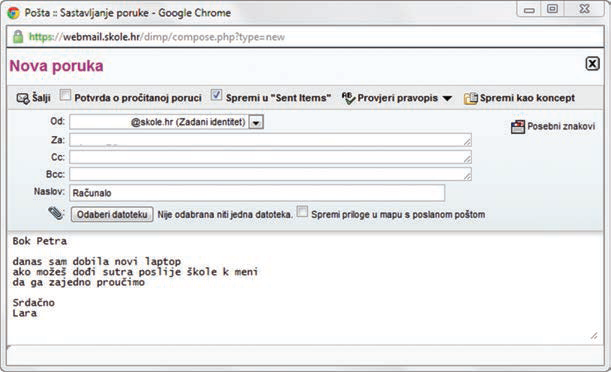 Pošta :: Sastavljanje poruke - Google Chrome
https://webmail.skole.hr/dimp/compose.php?type=new
Nova poruka
Šalji Potvrda o pročitanoj poruci Spremi u "Sent Items" Provjeri pravopis Spremi kao koncept
Od: @skole.hr (Zadani identitet)
Posebni znakovi
Za:
Cc:
Bcc:
Naslov: Računalo
Odaberi datoteku Nije odabrana niti jedna datoteka. Spremi priloge u mapu s poslanom poštom
Bok Petra
danas sam dobila novi laptop
ako možeš dođi sutra poslije škole k meni
da ga zajedno proučimo
Srdačno
Lara